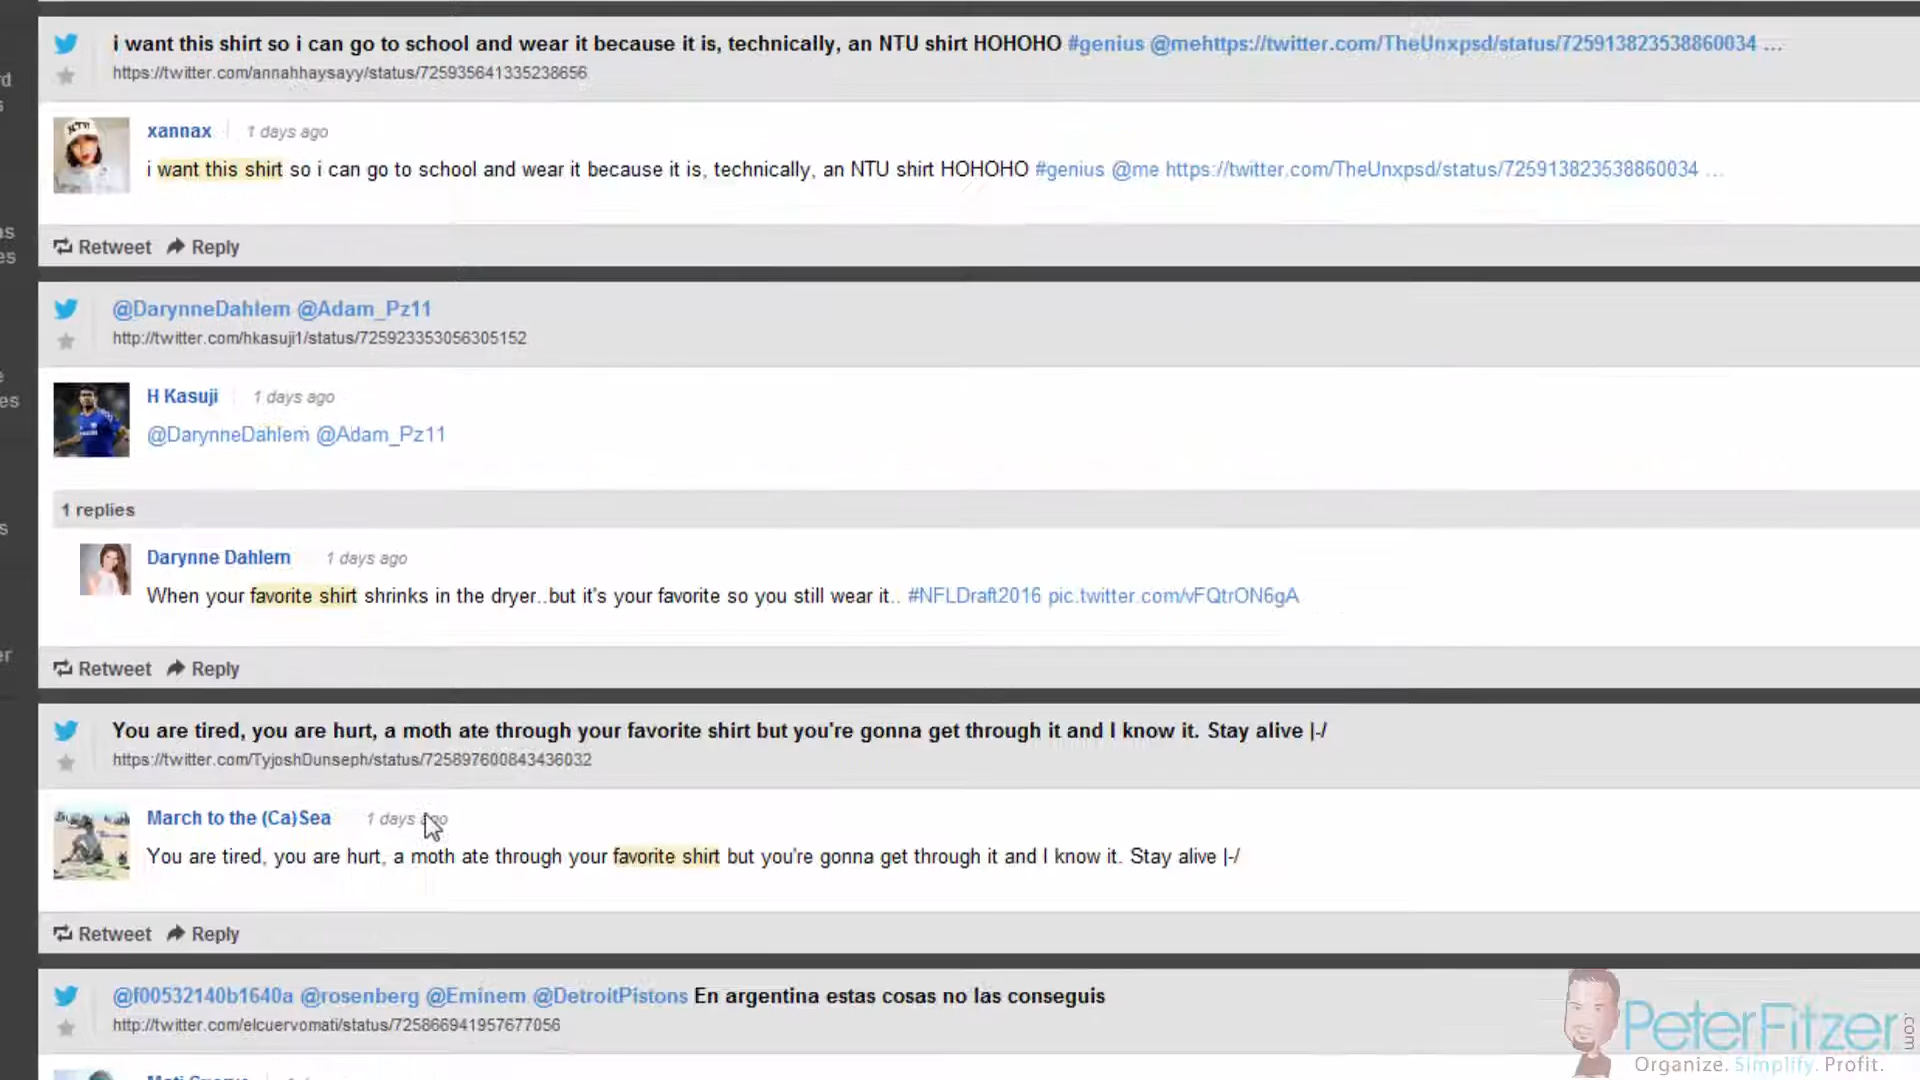 i want this shirt so i can go to school and wear it because it is, technically, an NTU shirt HOHOHO #genius @mehttps://twitter.com/TheUnxpsd/status/725913823538860034 ...
https://twitter.com/annahhaysayy/status/725935641335238656
xannax 1 days ago
i want this shirt so i can go to school and wear it because it is, technically, an NTU shirt HOHOHO #genius @me https://twitter.com/TheUnxpsd/status/725913823538860034 ...
Retweet Reply
@DarynneDahlem @Adam_Pz11
http://twitter.com/hkasuji1/status/725923353056305152
H Kasuji 1 days ago
@DarynneDahlem @Adam_Pz11
1 replies
Darynne Dahlem 1 days ago
When your favorite shirt shrinks in the dryer..but it's your favorite so you still wear it.. #NFLDraft2016 pic.twitter.com/vFQtrON6gA
Retweet Reply
You are tired, you are hurt, a moth ate through your favorite shirt but you're gonna get through it and I know it. Stay alive |-/
https://twitter.com/TyjoshDunseph/status/725897600843436032
March to the (Ca)Sea 1 days ago
You are tired, you are hurt, a moth ate through your favorite shirt but you're gonna get through it and I know it. Stay alive |-/
Retweet Reply
@f00532140b1640a @rosenberg @Eminem @DetroitPistons En argentina estas cosas no las conseguis
http://twitter.com/elcuervomati/status/725866941957677056
PeterFitzer.com
Organize. Simplify. Profit.